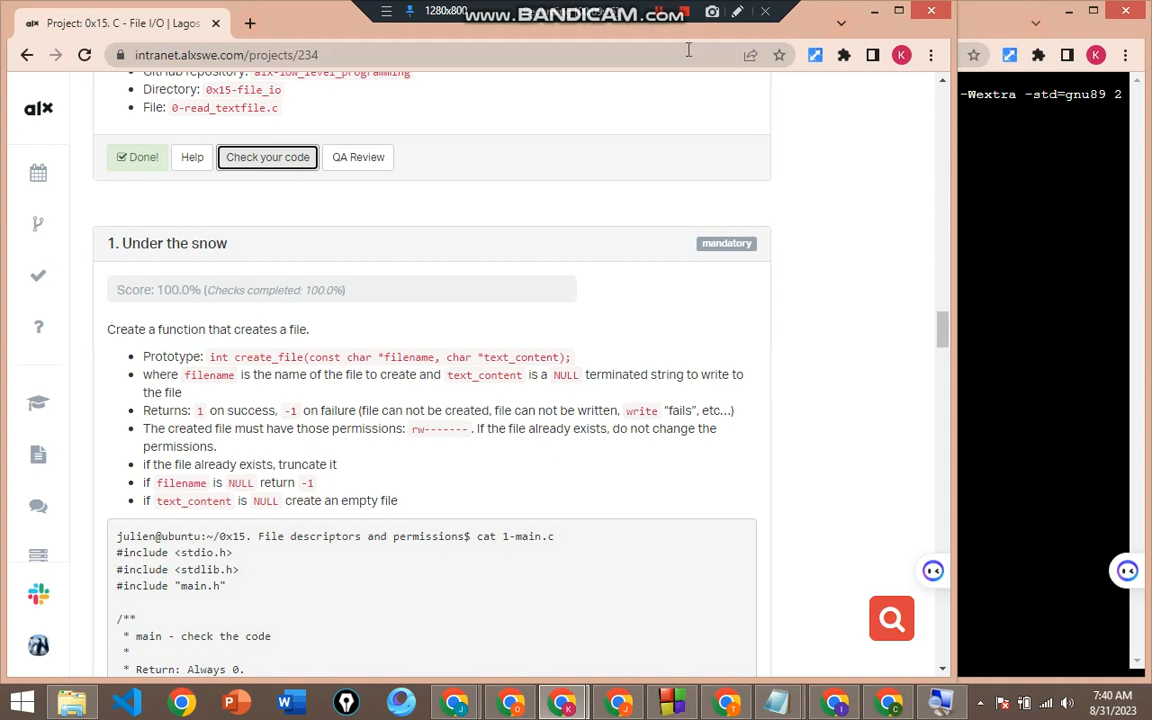 Project: 0x15. C - File I/O | Lagos
1280x800
www.BANDICAM.com
intranet.alxswe.com/projects/234
K
K
GitHub repository: alx-low_level_programming
Directory: 0x15-file_io
File: 0-read_textfile.c
-Wextra -std=gnu89 2
alx
Done!
Help
Check your code
QA Review
1. Under the snow
mandatory
Score: 100.0% (Checks completed: 100.0%)
Create a function that creates a file.
Prototype: int create_file(const char *filename, char *text_content);
where filename is the name of the file to create and text_content is a NULL terminated string to write to
the file
Returns: 1 on success, -1 on failure (file can not be created, file can not be written, write “fails”, etc…)
The created file must have those permissions: rw-------. If the file already exists, do not change the
permissions.
if the file already exists, truncate it
if filename is NULL return -1
if text_content is NULL create an empty file
julien@ubuntu:~/0x15. File descriptors and permissions$ cat 1-main.c
#include <stdio.h>
#include <stdlib.h>
#include "main.h"
/**
* main - check the code
*
* Return: Always 0.
7:40 AM
8/31/2023